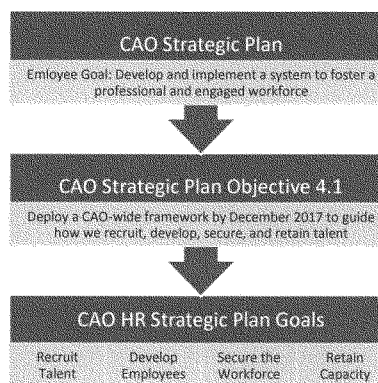 CAO Strategic Plan
Emloyee Goal: Develop and implement a system to foster a
professional and engaged workforce
CAO Strategic Plan Objective 4.1
Deploy a CAO-wide framework by December 2017 to guide
how we recruit, develop, secure, and retain talent
CAO HR Strategic Plan Goals
Recruit Develop Secure the Retain
Talent Employees Workforce Capacity